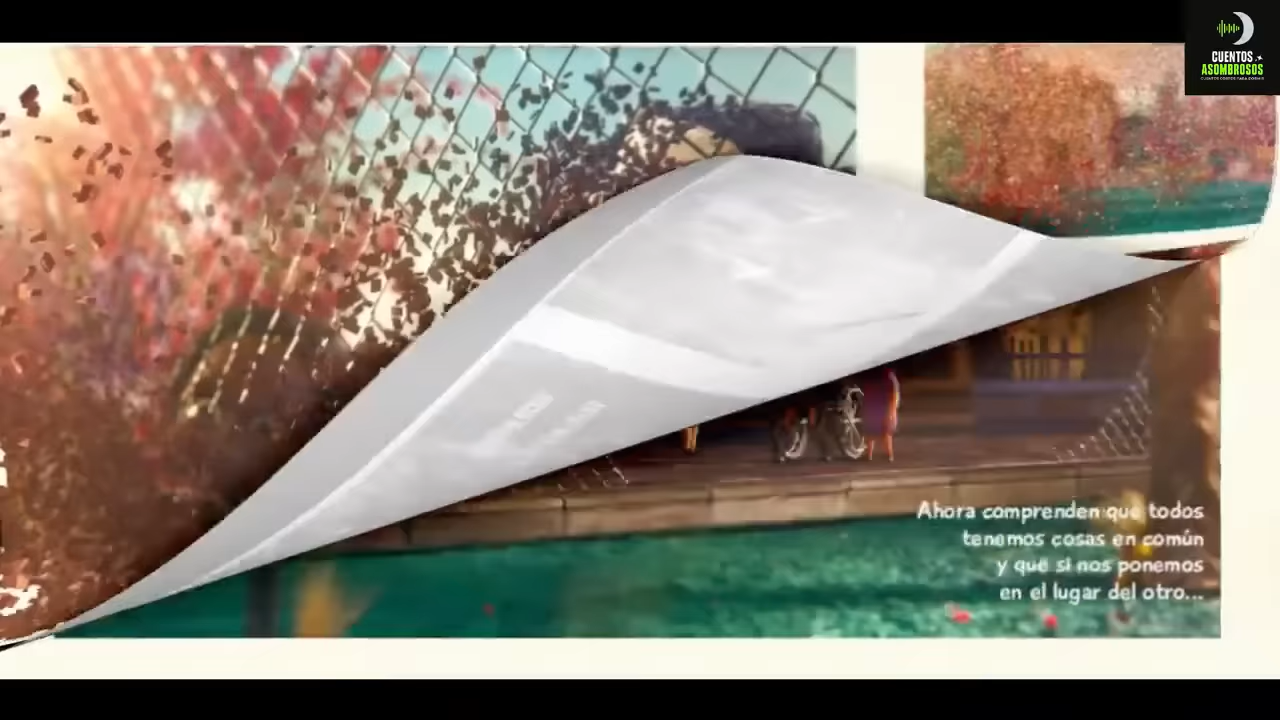 CUENTOS
ASOMBROSOS
Ahora comprenden que todos
tenemos cosas en común
y que si nos ponemos
en el lugar del otro...